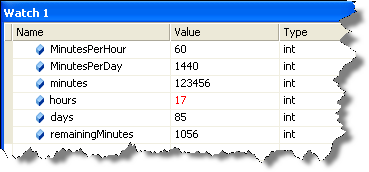 Watch 1
Name Value Type
MinutesPerHour 60 int
MinutesPerDay 1440 int
minutes 123456 int
hours 17 int
days 85 int
remainingMinutes 1056 int